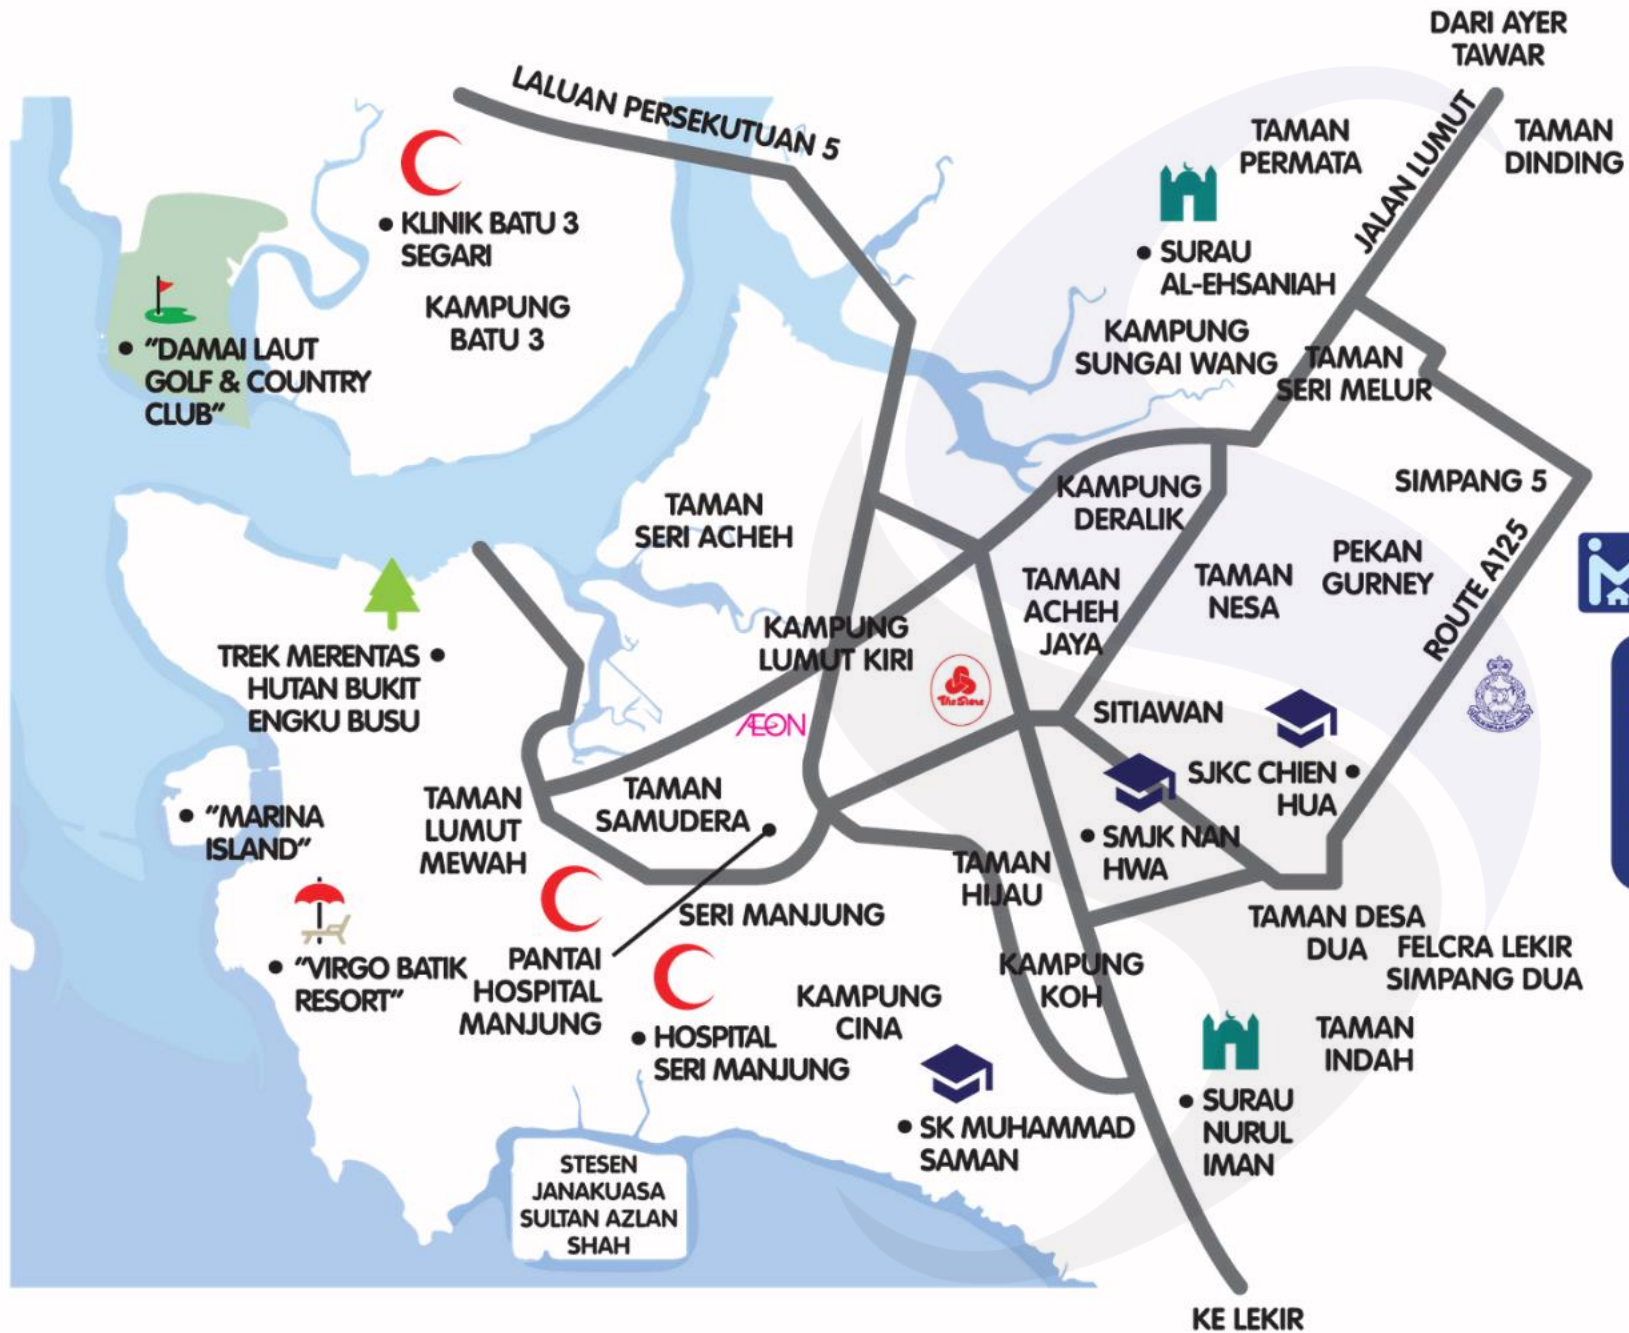 DARI AYER
TAWAR
LALUAN PERSEKUTUAN 5
JALAN LUMUT
TAMAN
PERMATA
TAMAN
DINDING
KLINIK BATU 3
SEGARI
KAMPUNG
BATU 3
SURAU
AL-EHSANIAH
"DAMAI LAUT
GOLF & COUNTRY
CLUB"
KAMPUNG
SUNGAI WANG
TAMAN
SERI MELUR
TAMAN
SERI ACHEH
KAMPUNG
DERALIK
SIMPANG 5
PEKAN
GURNEY
ROUTE A125
TAMAN
ACHEH
JAYA
TAMAN
NESA
TREK MERENTAS
HUTAN BUKIT
ENGKU BUSU
KAMPUNG
LUMUT KIRI
The Store
AEON
SITIAWAN
SJKC CHIEN
HUA
"MARINA
ISLAND"
TAMAN
LUMUT
MEWAH
TAMAN
SAMUDERA
SMJK NAN
HWA
TAMAN
HIJAU
SERI MANJUNG
TAMAN DESA
DUA
FELCRA LEKIR
SIMPANG DUA
"VIRGO BATIK
RESORT"
PANTAI
HOSPITAL
MANJUNG
KAMPUNG
KOH
KAMPUNG
CINA
HOSPITAL
SERI MANJUNG
TAMAN
INDAH
SK MUHAMMAD
SAMAN
SURAU
NURUL
IMAN
STESEN
JANAKUASA
SULTAN AZLAN
SHAH
KE LEKIR